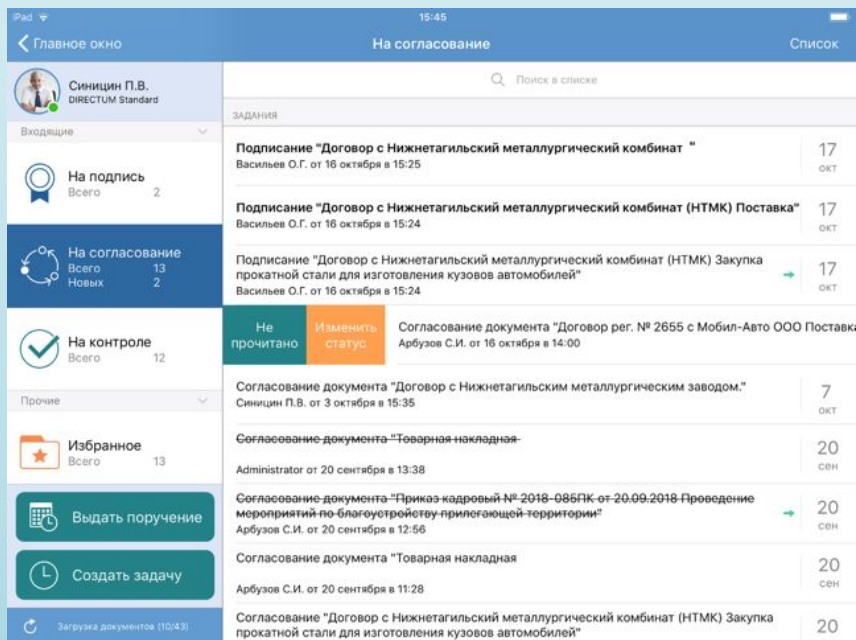 iPad 15:45
Главное окно
На согласование
Список
Синицин П.В.
DIRECTUM Standard
Входящие
На подпись
Всего 2
На согласование
Всего 13
Новых 2
На контроле
Всего 12
Прочие
Избранное
Всего 13
Выдать поручение
Создать задачу
Загрузка документов (10/43)
Поиск в списке
ЗАДАНИЯ
Подписание "Договор с Нижнетагильский металлургический комбинат "
Васильев О.Г. от 16 октября в 15:25
17
окт
Подписание "Договор с Нижнетагильский металлургический комбинат (НТМК) Поставка"
Васильев О.Г. от 16 октября в 15:24
17
окт
Подписание "Договор с Нижнетагильский металлургический комбинат (НТМК) Закупка
прокатной стали для изготовления кузовов автомобилей"
Васильев О.Г. от 16 октября в 15:24
17
окт
Не
прочитано
Изменить
статус
Согласование документа "Договор рег. № 2655 с Мобил-Авто ООО Поставка
Арбузов С.И. от 16 октября в 14:00
Согласование документа "Договор с Нижнетагильским металлургическим заводом."
Синицин П.В. от 3 октября в 15:35
7
окт
Согласование документа "Товарная накладная
Administrator от 20 сентября в 13:38
20
сен
Согласование документа "Приказ кадровый № 2018-085ПК от 20.09.2018 Проведение
мероприятий по благоустройству прилегающей территории"
Арбузов С.И. от 20 сентября в 12:56
20
сен
Согласование документа "Товарная накладная
Арбузов С.И. от 20 сентября в 11:28
20
сен
Согласование "Договор с Нижнетагильский металлургический комбинат (НТМК) Закупка
прокатной стали для изготовления кузовов автомобилей"
20